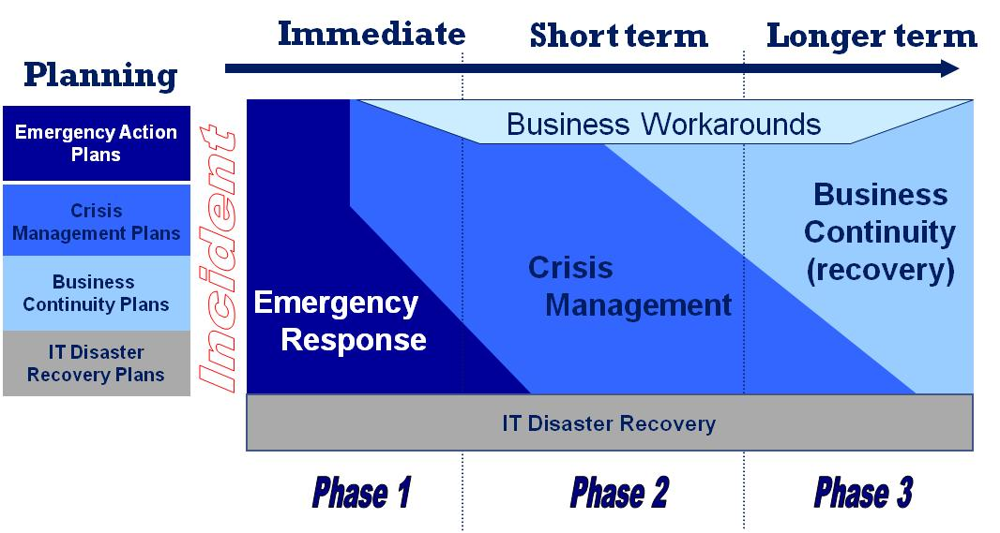 Immediate
Short term
Longer term
Planning
Emergency Action
Plans
Crisis
Management Plans
Business
Continuity Plans
IT Disaster
Recovery Plans
Incident
Business Workarounds
Emergency
Response
Crisis
Management
Business
Continuity
(recovery)
IT Disaster Recovery
Phase 1
Phase 2
Phase 3